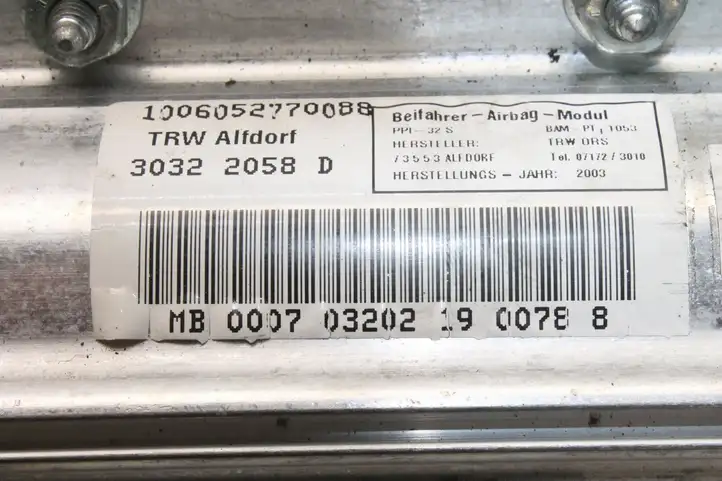 1006052770088
TRW Alfdorf
3032 2058 D
Beifahrer-Airbag-Modul
PPI-32 S BAM-PT1 1053
HERSTELLER: TRW ORS
73553 ALFDORF Tel. 07172/3010
HERSTELLUNGS-JAHR: 2003
MB 0007 03202 19 0078 8